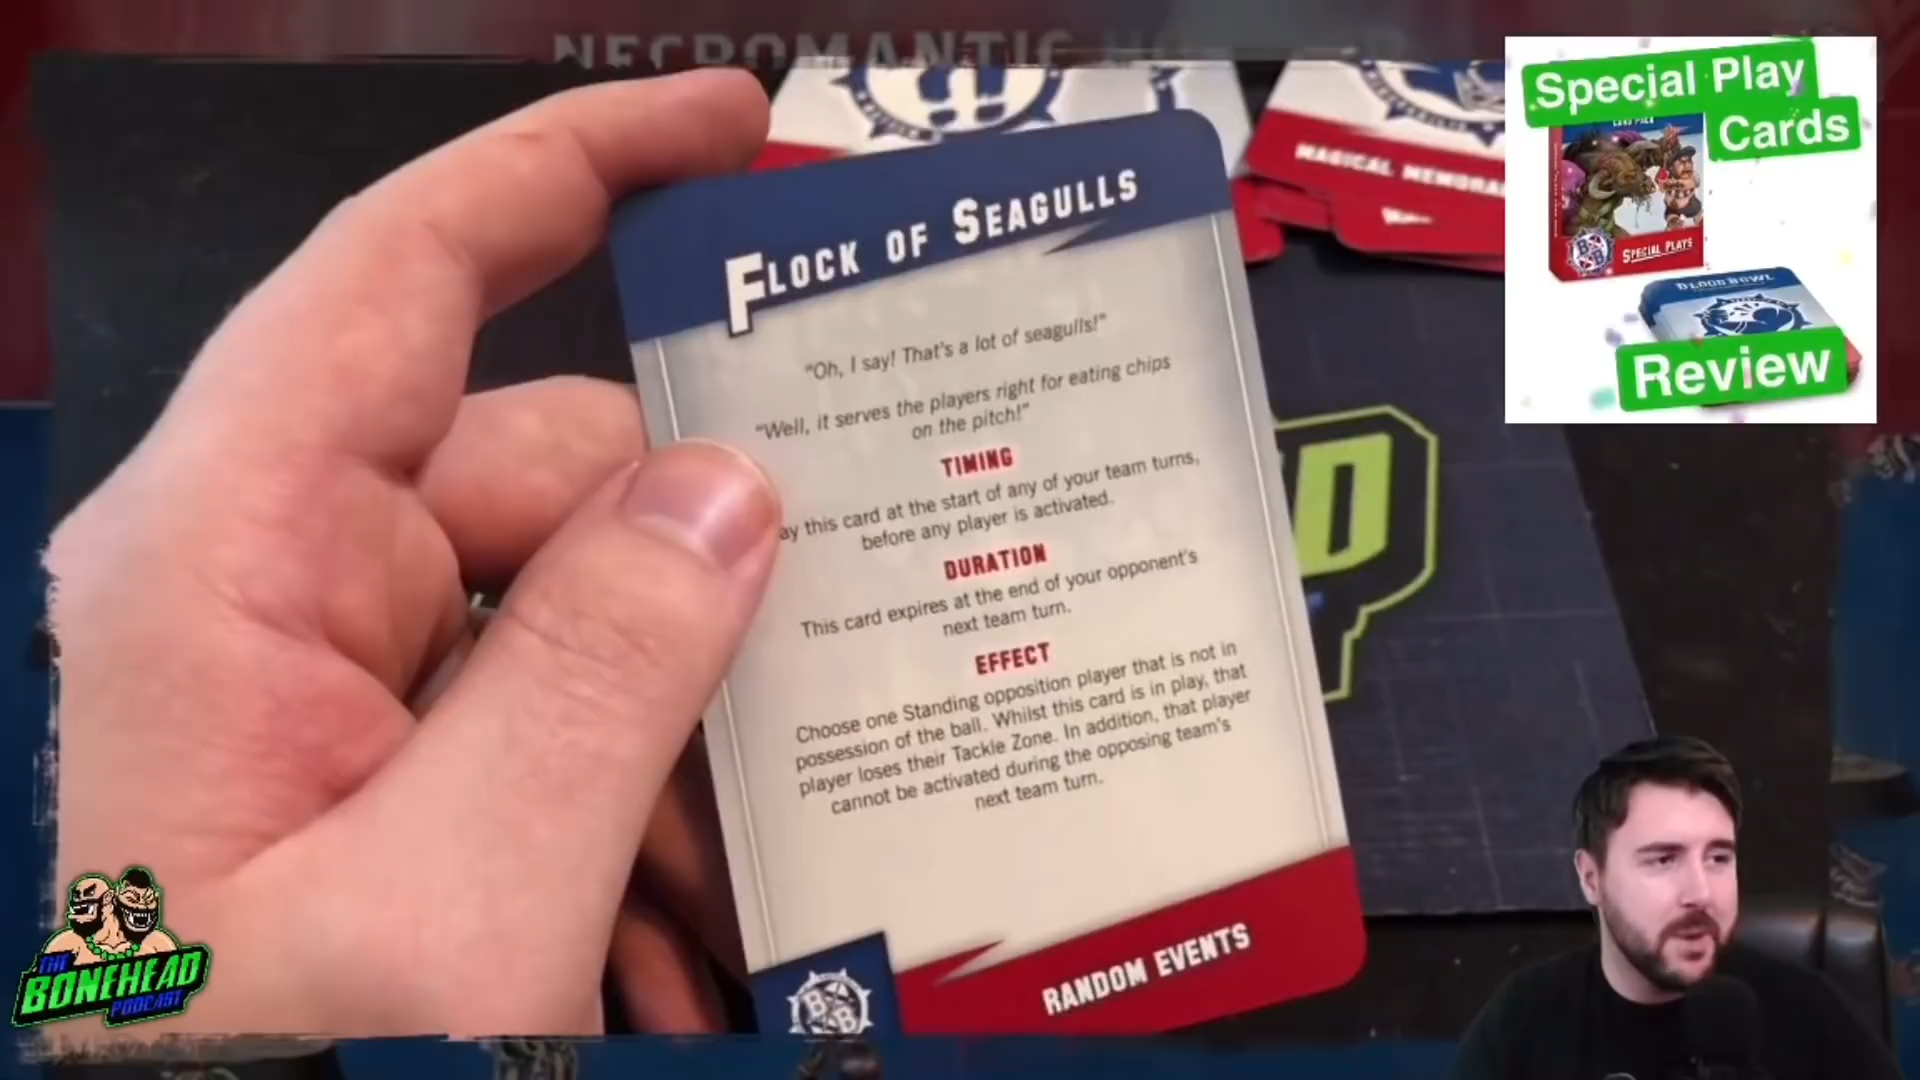 NECROMANTIC
Special Play
Cards
SPECIAL PLAYS
BLOOD BOWL
Review
MAGICAL
FLOCK OF SEAGULLS
"Oh, I say! That's a lot of seagulls!"
"Well, it serves the players right for eating chips
on the pitch!"
TIMING
ay this card at the start of any of your team turns,
before any player is activated.
DURATION
This card expires at the end of your opponent's
next team turn.
EFFECT
Choose one Standing opposition player that is not in
possession of the ball. Whilst this card is in play, that
player loses their Tackle Zone. In addition, that player
cannot be activated during the opposing team's
next team turn.
RANDOM EVENTS
BB
THE
BONEHEAD
PODCAST